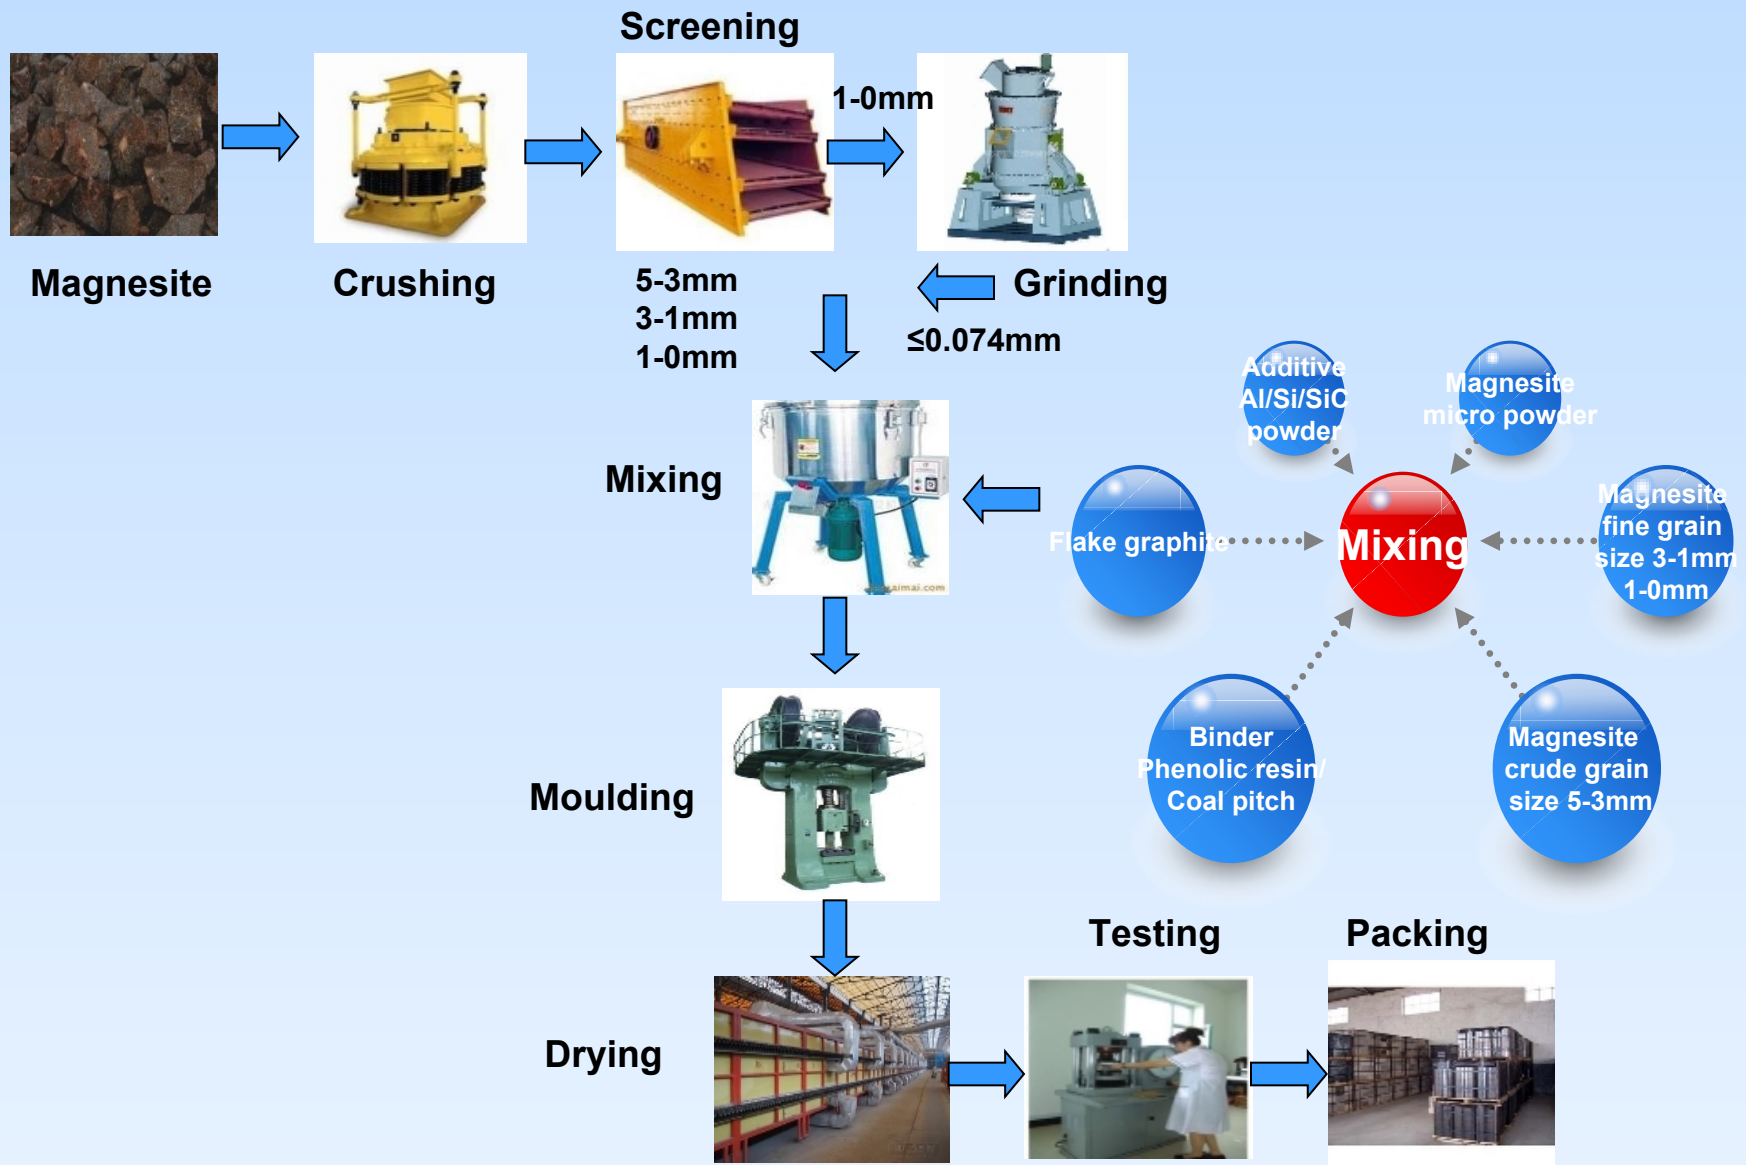 Screening
1-0mm
Magnesite
Crushing
5-3mm
3-1mm
1-0mm
Grinding
≤0.074mm
Additive
Al/Si/SiC
powder
Magnesite
micro powder
Mixing
Flake graphite
Mixing
Magnesite
fine grain
size 3-1mm
1-0mm
Binder
Phenolic resin/
Coal pitch
Magnesite
crude grain
size 5-3mm
Moulding
Testing
Packing
Drying